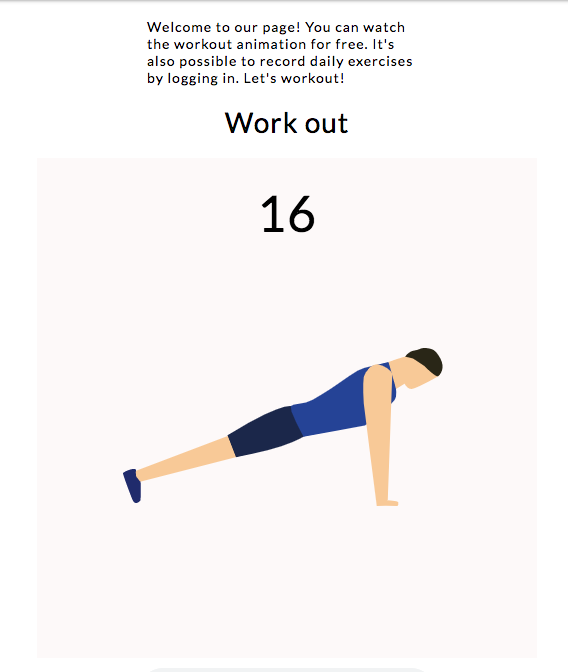 Welcome to our page! You can watch
the workout animation for free. It's
also possible to record daily exercises
by logging in. Let's workout!
Work out
16